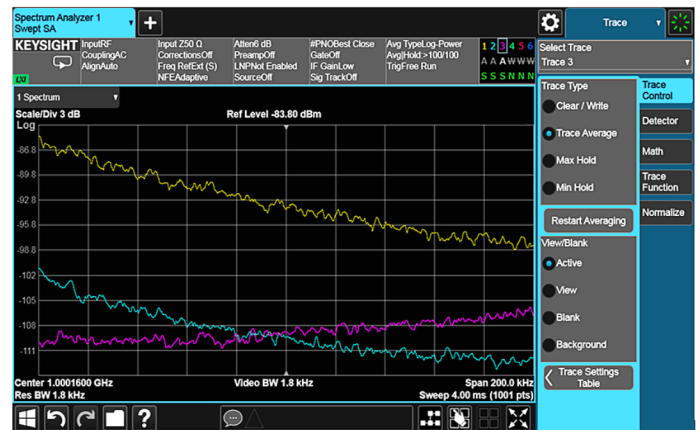 Spectrum Analyzer 1
Swept SA
Trace
KEYSIGHT
InputRF
CouplingAC
AlignAuto
Input Z50 Ω
CorrectionsOff
Freq RefExt (S)
NFEAdaptive
Atten6 dB
PreampOff
LNPNot Enabled
SourceOff
#PNOBest Close
GateOff
IF GainLow
Sig TrackOff
Avg TypeLog-Power
Avg|Hold:>100/100
TrigFree Run
1 2 3 4 5 6
A A A W W W
S S S N N N
LXI
Select Trace
Trace 3
1 Spectrum
Scale/Div 3 dB
Ref Level -83.80 dBm
Log
-86.8
-89.8
-92.8
-95.8
-98.8
-102
-105
-108
-111
Center 1.0001600 GHz
Video BW 1.8 kHz
Span 200.0 kHz
Res BW 1.8 kHz
Sweep 4.00 ms (1001 pts)
Trace Type
Clear / Write
Trace Average
Max Hold
Min Hold
Restart Averaging
View/Blank
Active
View
Blank
Background
Trace Settings
Table
Trace
Control
Detector
Math
Trace
Function
Normalize
?